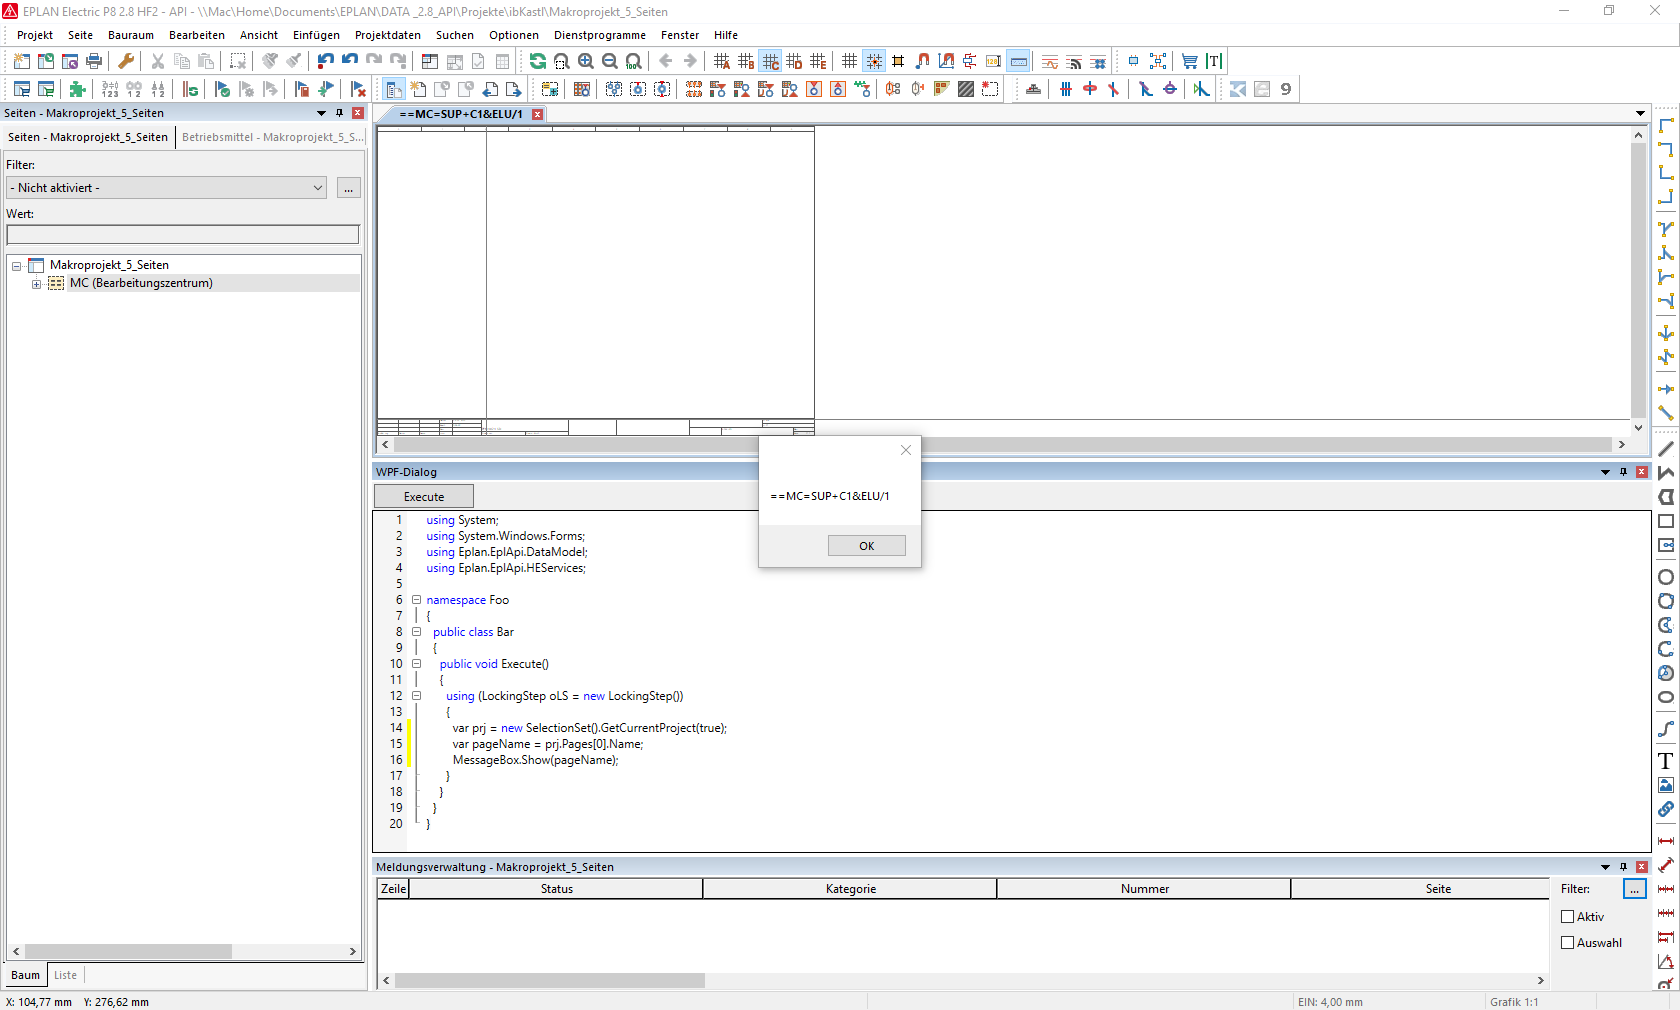 EPLAN Electric P8 2.8 HF2 - API - \\Mac\Home\Documents\EPLAN\DATA _2.8_API\Projekte\ibKastl\Makroprojekt_5_Seiten
Projekt Seite Bauraum Bearbeiten Ansicht Einfügen Projektdaten Suchen Optionen Dienstprogramme Fenster Hilfe
Seiten - Makroprojekt_5_Seiten
Seiten - Makroprojekt_5_Seiten Betriebsmittel - Makroprojekt_5_S...
Filter:
- Nicht aktiviert - ...
Wert:
Makroprojekt_5_Seiten
MC (Bearbeitungszentrum)
Baum Liste
==MC=SUP+C1&ELU/1
WPF-Dialog
Execute
1 using System;
2 using System.Windows.Forms;
3 using Eplan.EplApi.DataModel;
4 using Eplan.EplApi.HEServices;
5
6 namespace Foo
7 {
8 public class Bar
9 {
10 public void Execute()
11 {
12 using (LockingStep oLS = new LockingStep())
13 {
14 var prj = new SelectionSet().GetCurrentProject(true);
15 var pageName = prj.Pages[0].Name;
16 MessageBox.Show(pageName);
17 }
18 }
19 }
20 }
==MC=SUP+C1&ELU/1
OK
Meldungsverwaltung - Makroprojekt_5_Seiten
Zeile Status Kategorie Nummer Seite
Filter: ...
Aktiv
Auswahl
X: 104,77 mm Y: 276,62 mm
EIN: 4,00 mm
Grafik 1:1